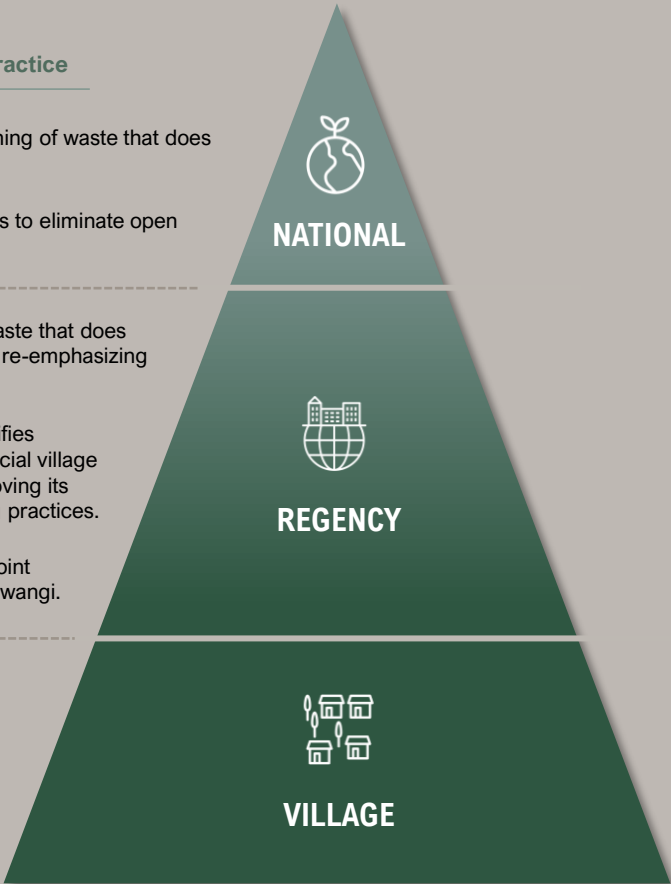 ractice
ning of waste that does
s to eliminate open
NATIONAL
aste that does
re-emphasizing
ifies
cial village
oving its
practices.
REGENCY
oint
wangi.
VILLAGE